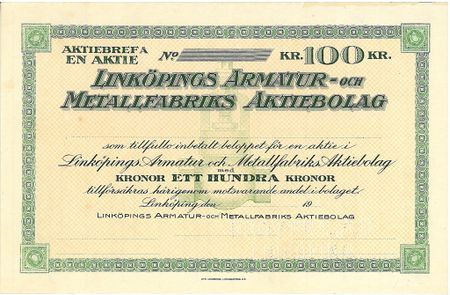 AKTIEBREF A
EN AKTIE
No
KR. 100 KR.
LINKÖPINGS ARMATUR- OCH
METALLFABRIKS AKTIEBOLAG
som tillfullo inbetalt beloppet för en aktie i
Linköpings Armatur och Metallfabriks Aktiebolag
med
KRONOR ETT HUNDRA KRONOR
tillförsäkras härigenom motsvarande andel i bolaget.
Linköping den 19
LINKÖPINGS ARMATUR- OCH METALLFABRIKS AKTIEBOLAG